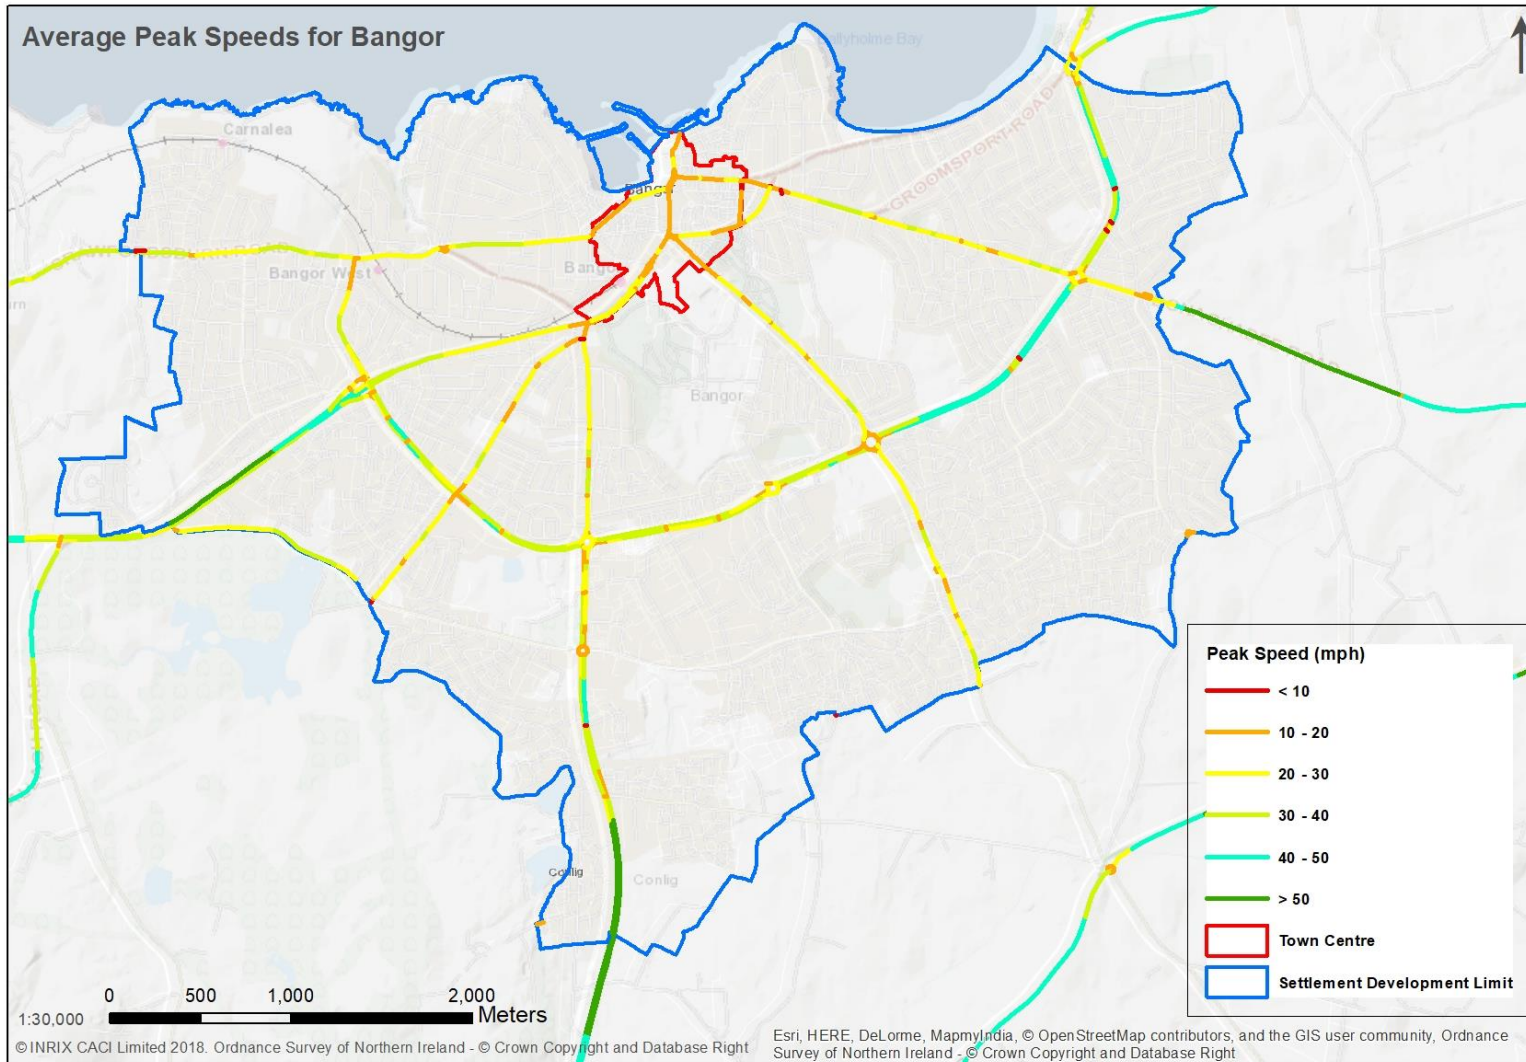 Average Peak Speeds for Bangor
Ballyholme Bay
Carnalea
GROOMSPORT ROAD
Bangor
Bangor West
Bangor
Conlig
Conlig
Peak Speed (mph)
< 10
10 - 20
20 - 30
30 - 40
40 - 50
> 50
Town Centre
Settlement Development Limit
0 500 1,000 2,000
Meters
1:30,000
© INRIX CACI Limited 2018. Ordnance Survey of Northern Ireland - © Crown Copyright and Database Right
Esri, HERE, DeLorme, MapmyIndia, © OpenStreetMap contributors, and the GIS user community, Ordnance
Survey of Northern Ireland - © Crown Copyright and Database Right